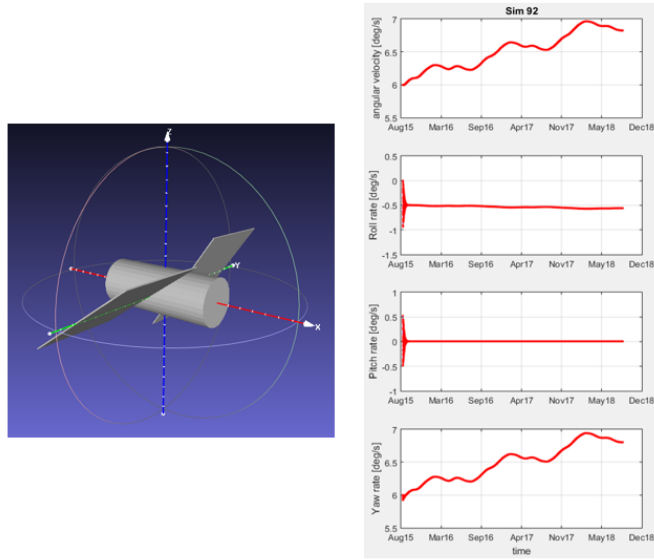 Z
Y
X
Sim 92
angular velocity [deg/s]
7
6.5
6
5.5
Aug15 Mar16 Sep16 Apr17 Nov17 May18 Dec18
Roll rate [deg/s]
0.5
0
-0.5
-1
-1.5
Aug15 Mar16 Sep16 Apr17 Nov17 May18 Dec18
Pitch rate [deg/s]
1
0.5
0
-0.5
-1
Aug15 Mar16 Sep16 Apr17 Nov17 May18 Dec18
Yaw rate [deg/s]
7
6.5
6
5.5
Aug15 Mar16 Sep16 Apr17 Nov17 May18 Dec18
time